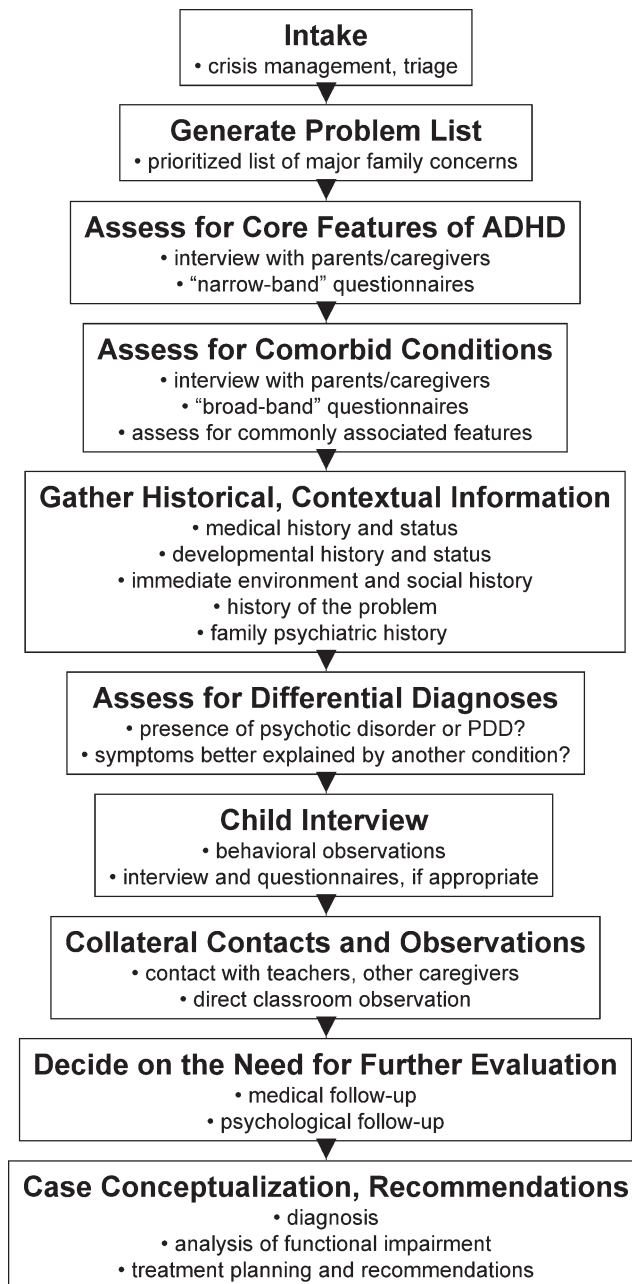 Intake
• crisis management, triage
Generate Problem List
• prioritized list of major family concerns
Assess for Core Features of ADHD
• interview with parents/caregivers
• “narrow-band” questionnaires
Assess for Comorbid Conditions
• interview with parents/caregivers
• “broad-band” questionnaires
• assess for commonly associated features
Gather Historical, Contextual Information
• medical history and status
• developmental history and status
• immediate environment and social history
• history of the problem
• family psychiatric history
Assess for Differential Diagnoses
• presence of psychotic disorder or PDD?
• symptoms better explained by another condition?
Child Interview
• behavioral observations
• interview and questionnaires, if appropriate
Collateral Contacts and Observations
• contact with teachers, other caregivers
• direct classroom observation
Decide on the Need for Further Evaluation
• medical follow-up
• psychological follow-up
Case Conceptualization, Recommendations
• diagnosis
• analysis of functional impairment
• treatment planning and recommendations